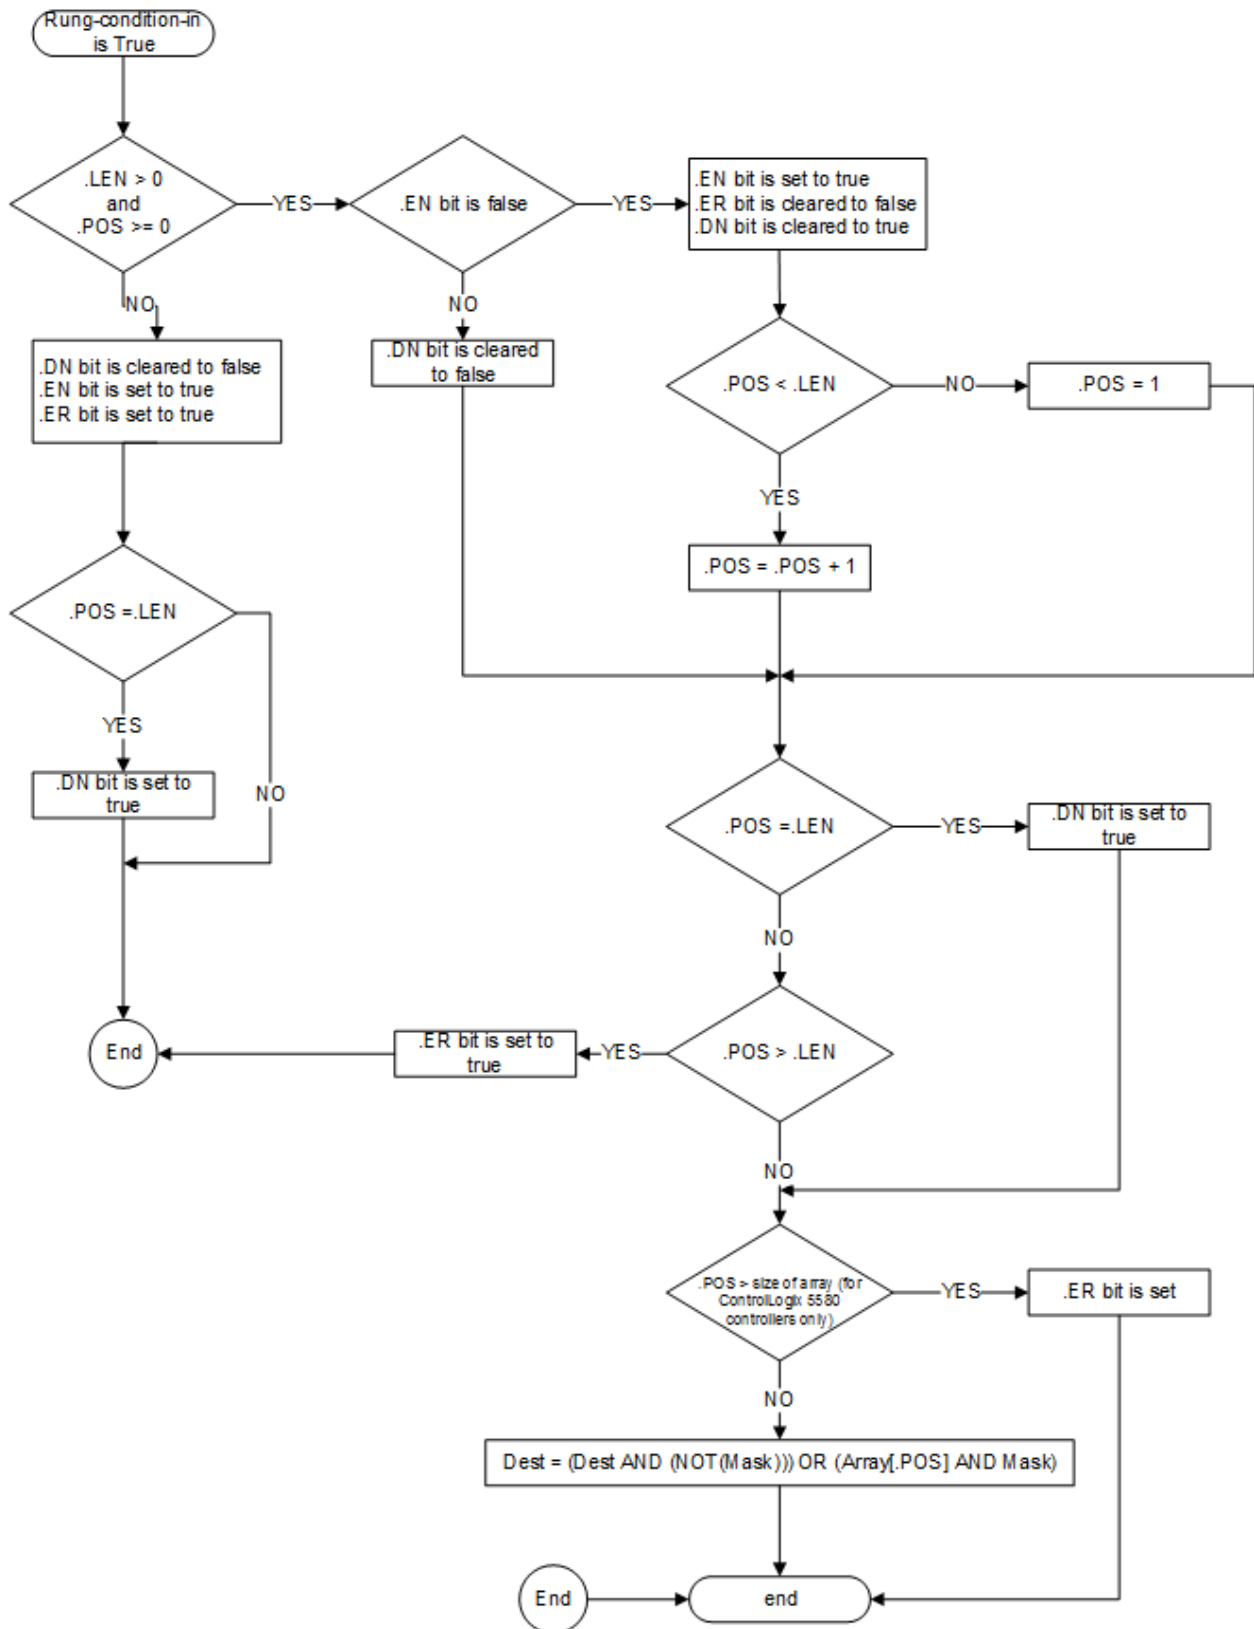 Rung-condition-in
is True
.LEN > 0
and
.POS >= 0
YES
.EN bit is false
YES
.EN bit is set to true
.ER bit is cleared to false
.DN bit is cleared to true
NO
NO
.DN bit is cleared to false
.EN bit is set to true
.ER bit is set to true
.DN bit is cleared
to false
.POS < .LEN
NO
.POS = 1
YES
.POS = .POS + 1
.POS =.LEN
YES
.DN bit is set to
true
NO
.POS =.LEN
YES
.DN bit is set to
true
NO
End
.ER bit is set to
true
YES
.POS > .LEN
NO
.POS > size of array (for
ControlLogix 5580
controllers only)
YES
.ER bit is set
NO
Dest = (Dest AND (NOT(Mask))) OR (Array[.POS] AND Mask)
End
end